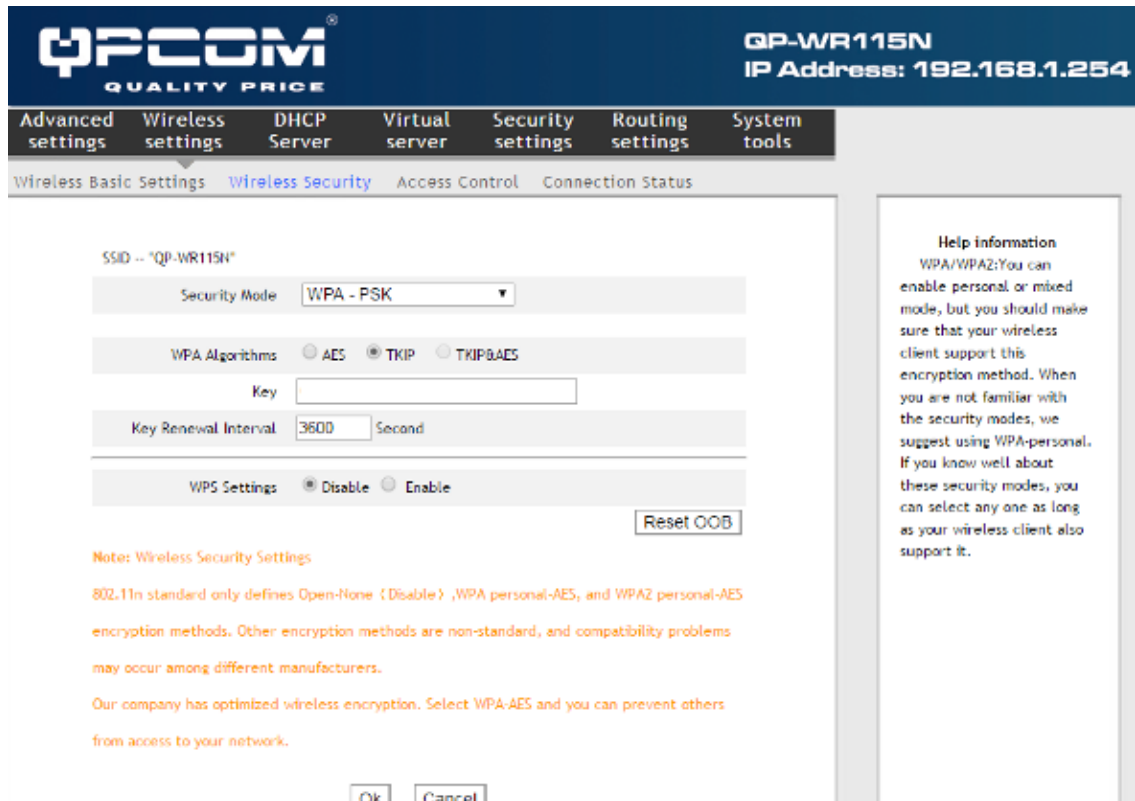 QPCOM®
QUALITY PRICE
QP-WR115N
IP Address: 192.168.1.254
Advanced settings
Wireless settings
DHCP Server
Virtual server
Security settings
Routing settings
System tools
Wireless Basic Settings
Wireless Security
Access Control
Connection Status
SSID -- "QP-WR115N"
Security Mode WPA - PSK
WPA Algorithms AES TKIP TKIP&AES
Key
Key Renewal Interval 3600 Second
WPS Settings Disable Enable
Reset OOB
Note: Wireless Security Settings
802.11n standard only defines Open-None (Disable) ,WPA personal-AES, and WPA2 personal-AES
encryption methods. Other encryption methods are non-standard, and compatibility problems
may occur among different manufacturers.
Our company has optimized wireless encryption. Select WPA-AES and you can prevent others
from access to your network.
Ok Cancel
Help information
WPA/WPA2:You can
enable personal or mixed
mode, but you should make
sure that your wireless
client support this
encryption method. When
you are not familiar with
the security modes, we
suggest using WPA-personal.
If you know well about
these security modes, you
can select any one as long
as your wireless client also
support it.